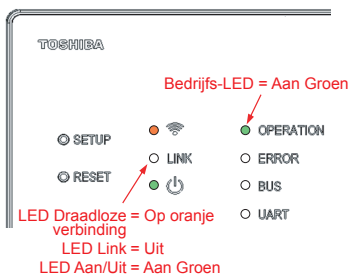 TOSHIBA
Bedrijfs-LED = Aan Groen
OPERATION
SETUP
LINK
ERROR
RESET
BUS
UART
LED Draadloze = Op oranje
verbinding
LED Link = Uit
LED Aan/Uit = Aan Groen